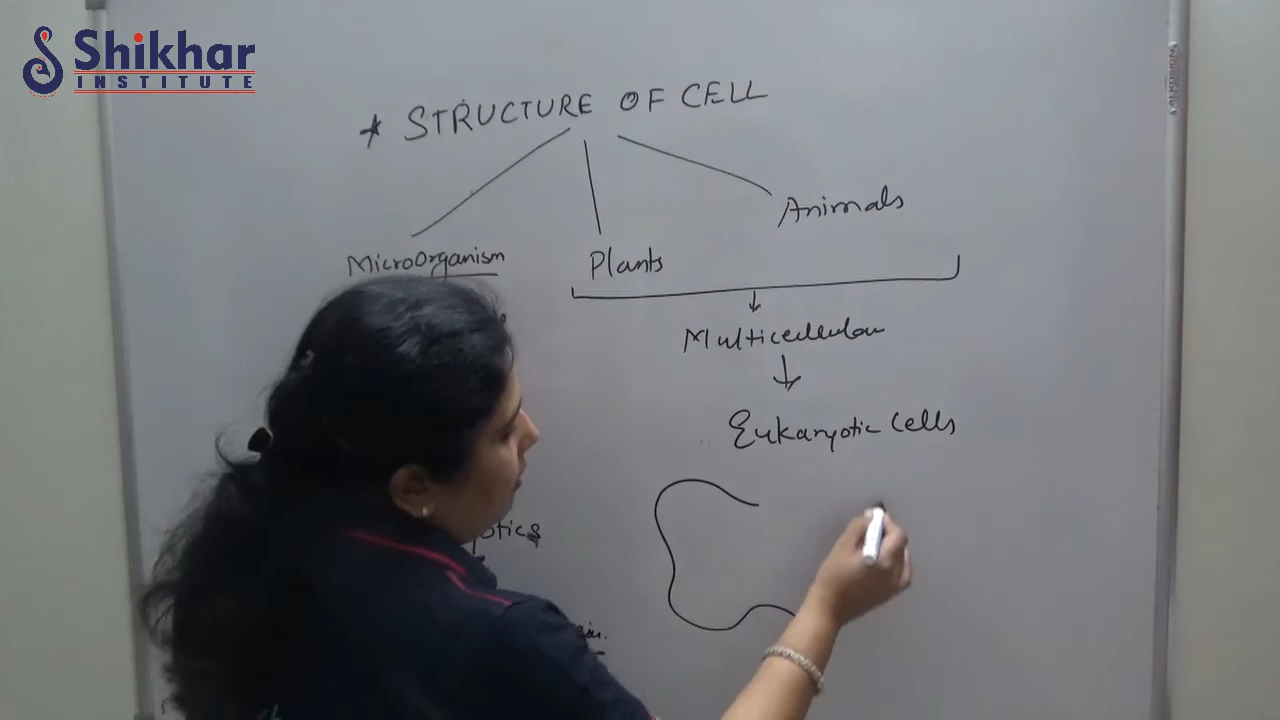 Shikhar
INSTITUTE
* STRUCTURE OF CELL
Animals
MicroOrganism
Plants
Multicellular
Eukaryotic Cells